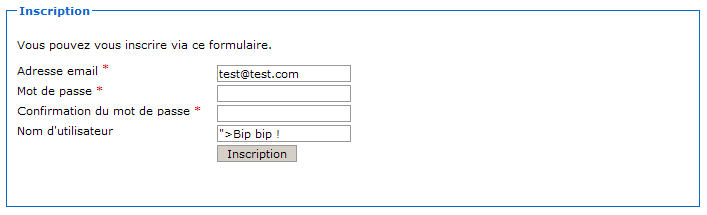 Inscription
Vous pouvez vous inscrire via ce formulaire.
Adresse email * test@test.com
Mot de passe *
Confirmation du mot de passe *
Nom d'utilisateur ">Bip bip !
Inscription